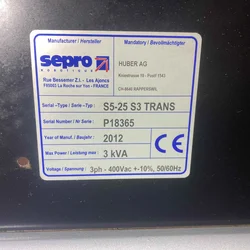 Manufacturer / Hersteller
Mandatory / Bevollmächtigter
sepro
ROBOTIQUE
HUBER AG
Rue Bessemer Z.I. - Les Ajoncs
F85003 La Roche sur Yon - FRANCE
Serial -Type / Serie -Typ :
S5-25 S3 TRANS
Serial Number / Nr Serie :
P18365
Year of Manuf./ Baujahr :
2012
Max Power / Leistung max :
3 kVA
CE
Voltage / Spannung :
3ph - 400Vac +-10%, 50/60Hz